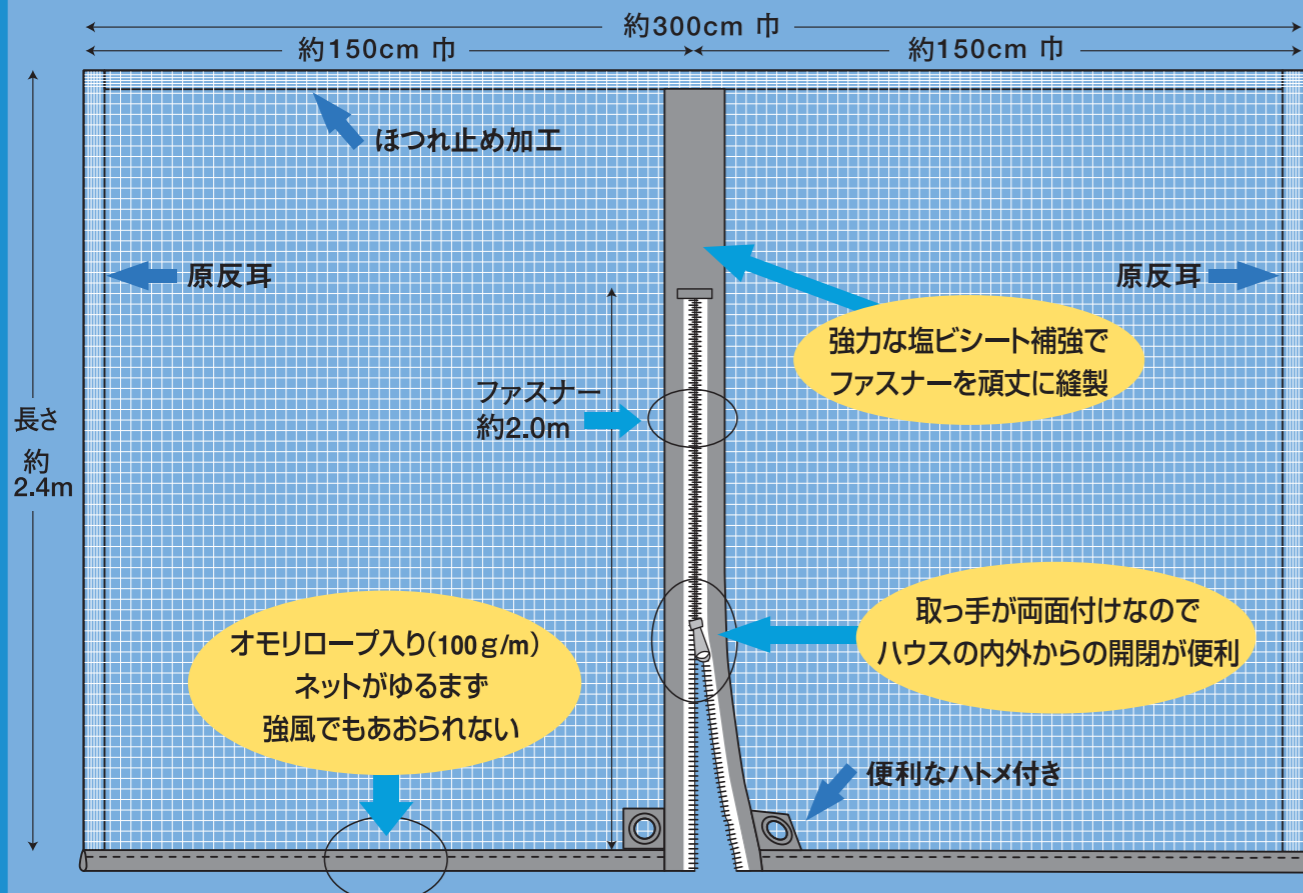 約300cm 巾
約150cm 巾
約150cm 巾
ほつれ止め加工
原反耳
原反耳
強力な塩ビシート補強で
ファスナーを頑丈に縫製
ファスナー
約2.0m
長さ
約
2.4m
取っ手が両面付けなので
ハウスの内外からの開閉が便利
オモリロープ入り(100g/m)
ネットがゆるまず
強風でもあおられない
便利なハトメ付き